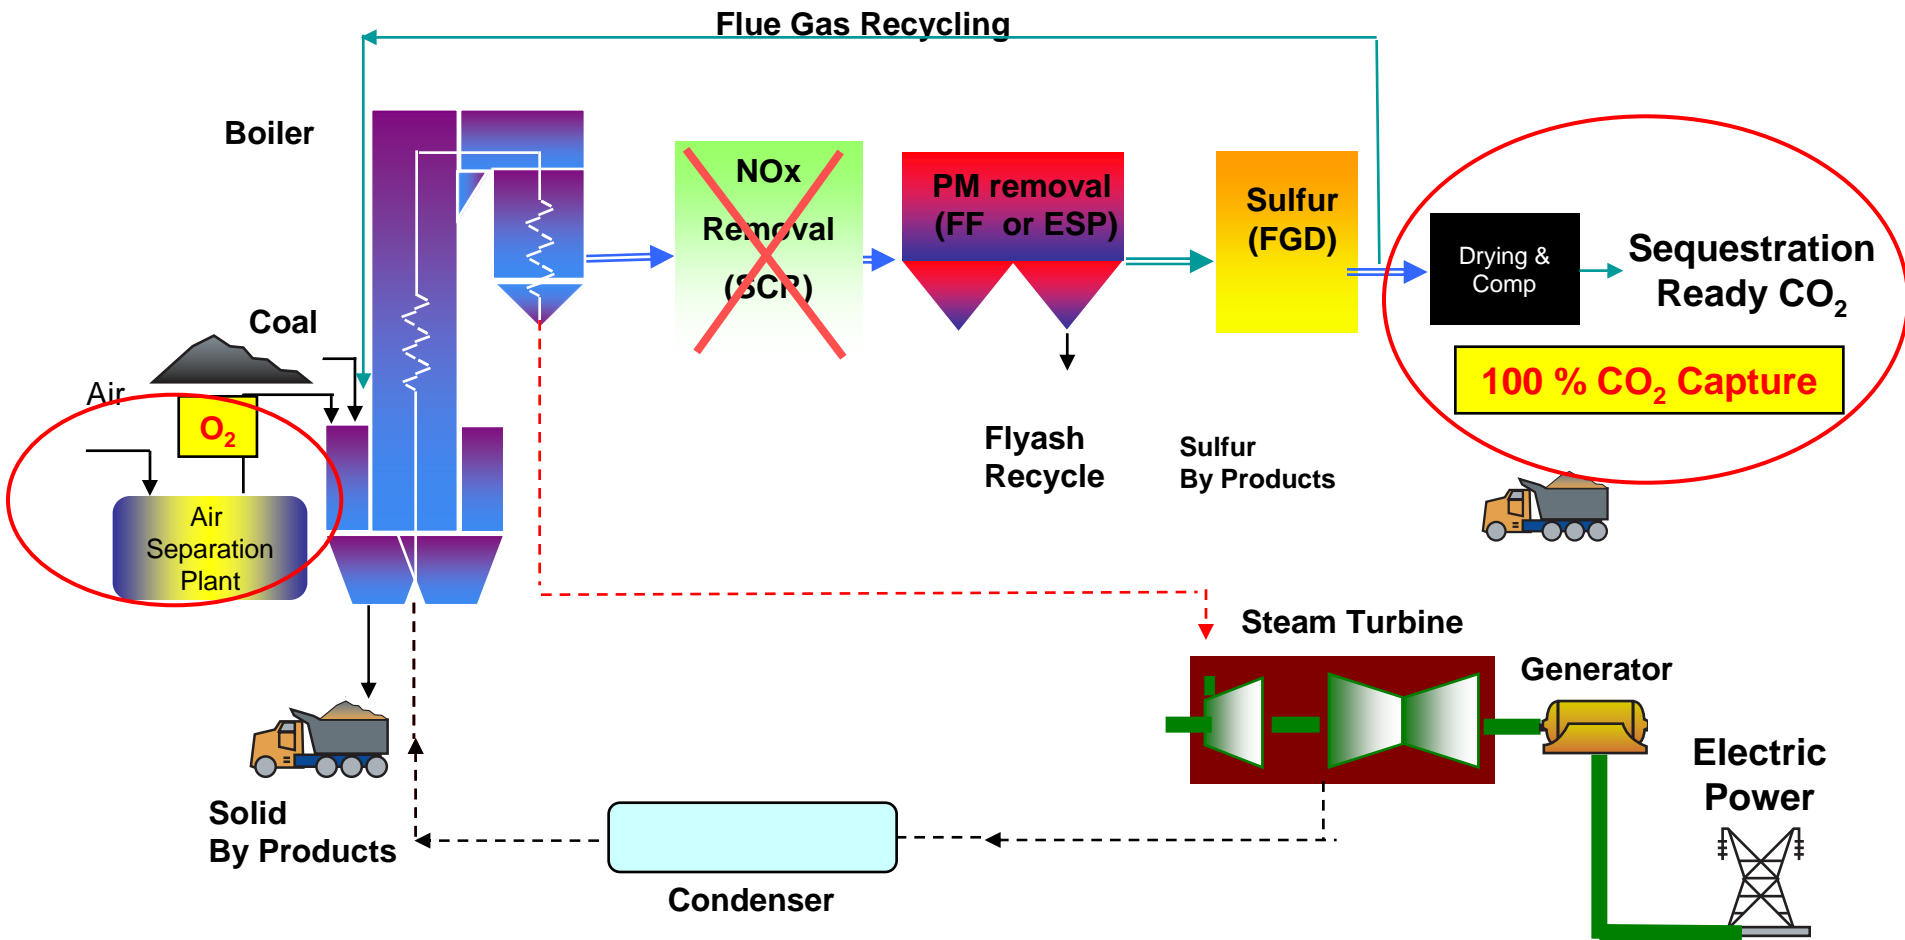 Flue Gas Recycling
Boiler
NOx
Removal
(SCR)
PM removal
(FF or ESP)
Sulfur
(FGD)
Drying &
Comp
Sequestration
Ready CO₂
100 % CO₂ Capture
Coal
Air
O₂
Air
Separation
Plant
Flyash
Recycle
Sulfur
By Products
Steam Turbine
Generator
Electric
Power
Solid
By Products
Condenser